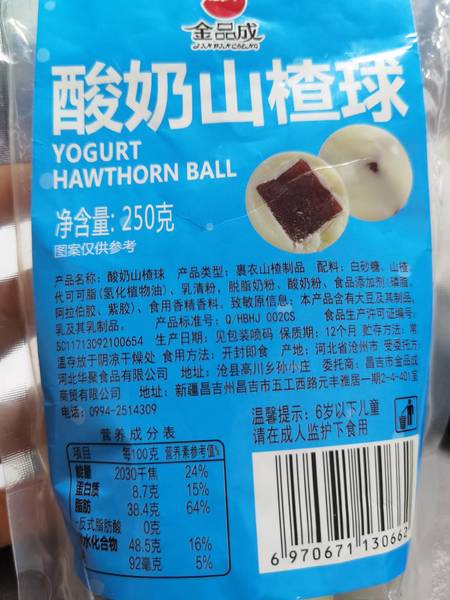 金品成
JIN PIN CHENG
酸奶山楂球
YOGURT
HAWTHORN BALL
净含量: 250克
图案仅供参考
产品名称: 酸奶山楂球 产品类型: 裹衣山楂制品 配料: 白砂糖、山楂、
代可可脂(氢化植物油)、乳清粉、脱脂奶粉、酸奶粉、食品添加剂(磷脂、
阿拉伯胶、紫胶)、食用香精香料。致敏原信息: 本产品含有大豆及其制品,
乳及其乳制品。 产品标准号: Q/HBHJ 0020S 食品生产许可证编号:
SC11713092100654 生产日期: 见包装喷码 保质期: 12个月 贮存方法: 常
温存放于阴凉干燥处 食用方法: 开封即食 产地: 河北省沧州市 受委托方:
河北华聚食品有限公司 地址: 沧县高川乡孙小庄 委托商: 昌吉市金品成
商贸有限公司 地址: 新疆昌吉州昌吉市五工西路元丰雅居一期2-4-401室
电话: 0994-2514309
温馨提示: 6岁以下儿童
请在成人监护下食用
营养成分表
项目 每100克 营养素参考值%
能量 2030千焦 24%
蛋白质 8.7克 15%
脂肪 38.4克 64%
-反式脂肪酸 0克
水化合物 48.5克 16%
92毫克 5%
6 970671 130662